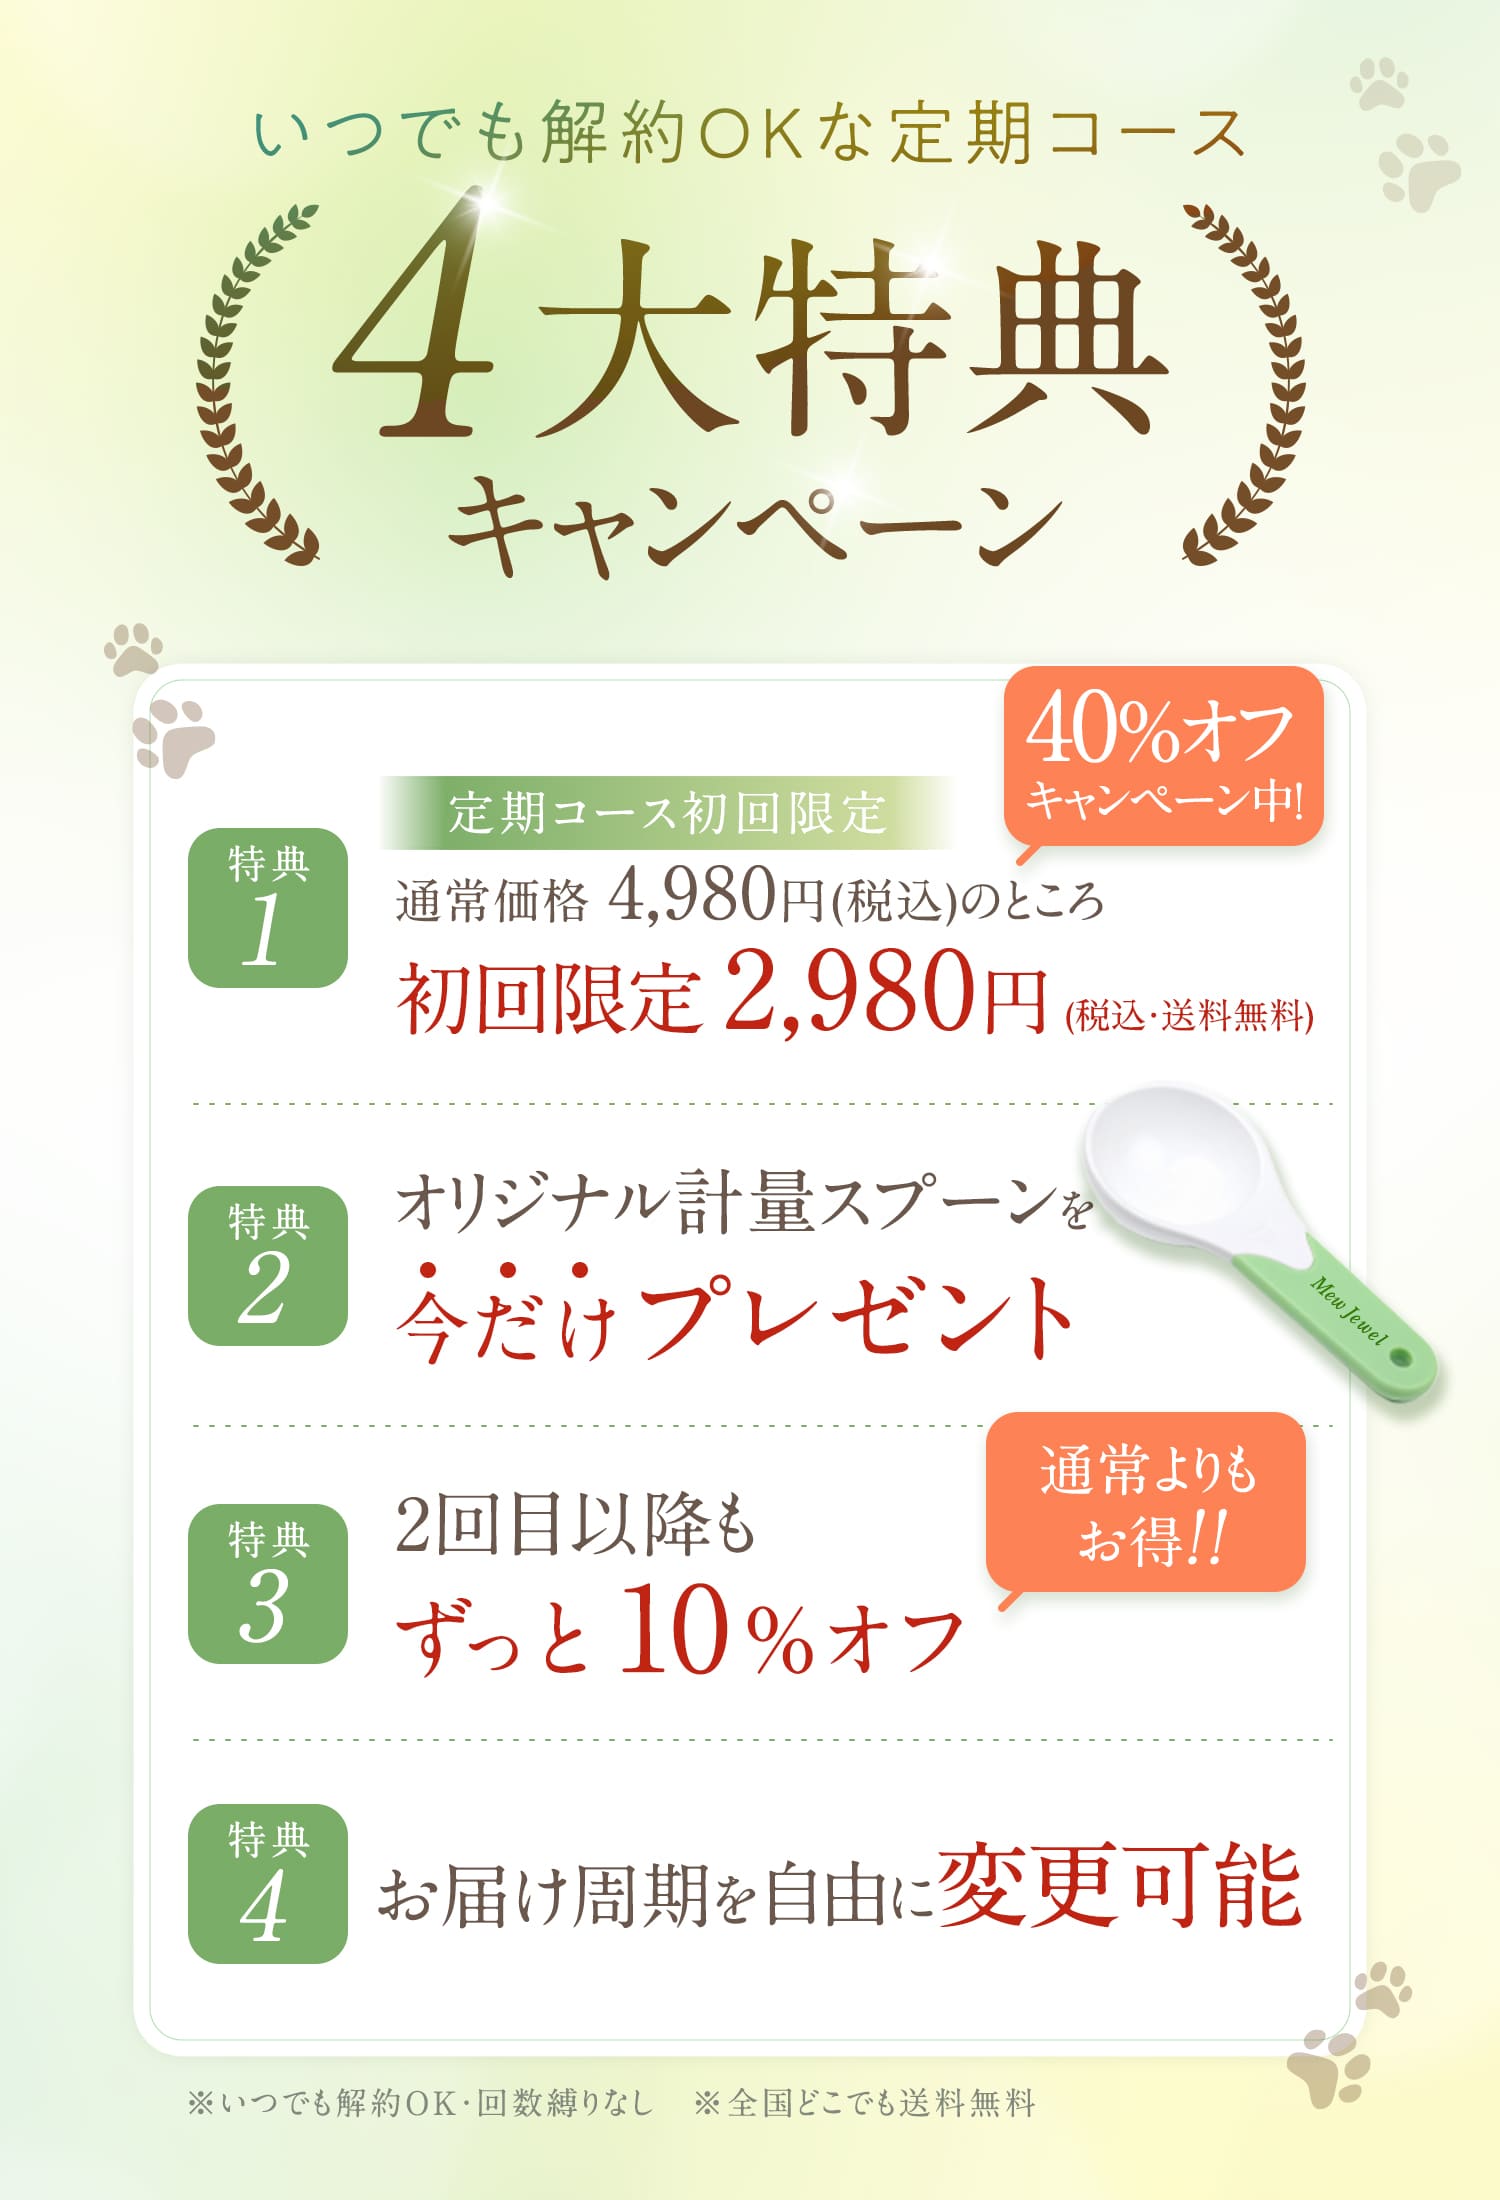 いつでも解約OKな定期コース
4大特典
キャンペーン
40%オフ
キャンペーン中!
特典
1
定期コース初回限定
通常価格 4,980円(税込)のところ
初回限定 2,980円 (税込・送料無料)
特典
2
オリジナル計量スプーンを
今だけプレゼント
Mew Jewel
通常よりも
お得!!
特典
3
2回目以降も
ずっと10%オフ
特典
4
お届け周期を自由に変更可能
※いつでも解約OK・回数縛りなし ※全国どこでも送料無料